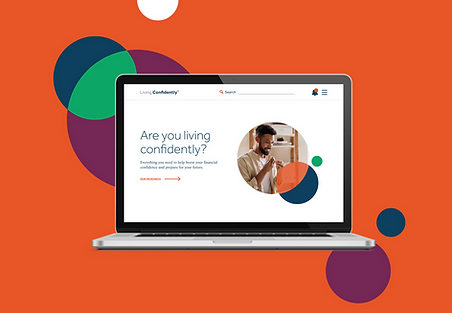 Living Confidently
Search
Are you living
confidently?
Everything you need to help boost your financial
confidence and prepare for your future.
OUR RESEARCH